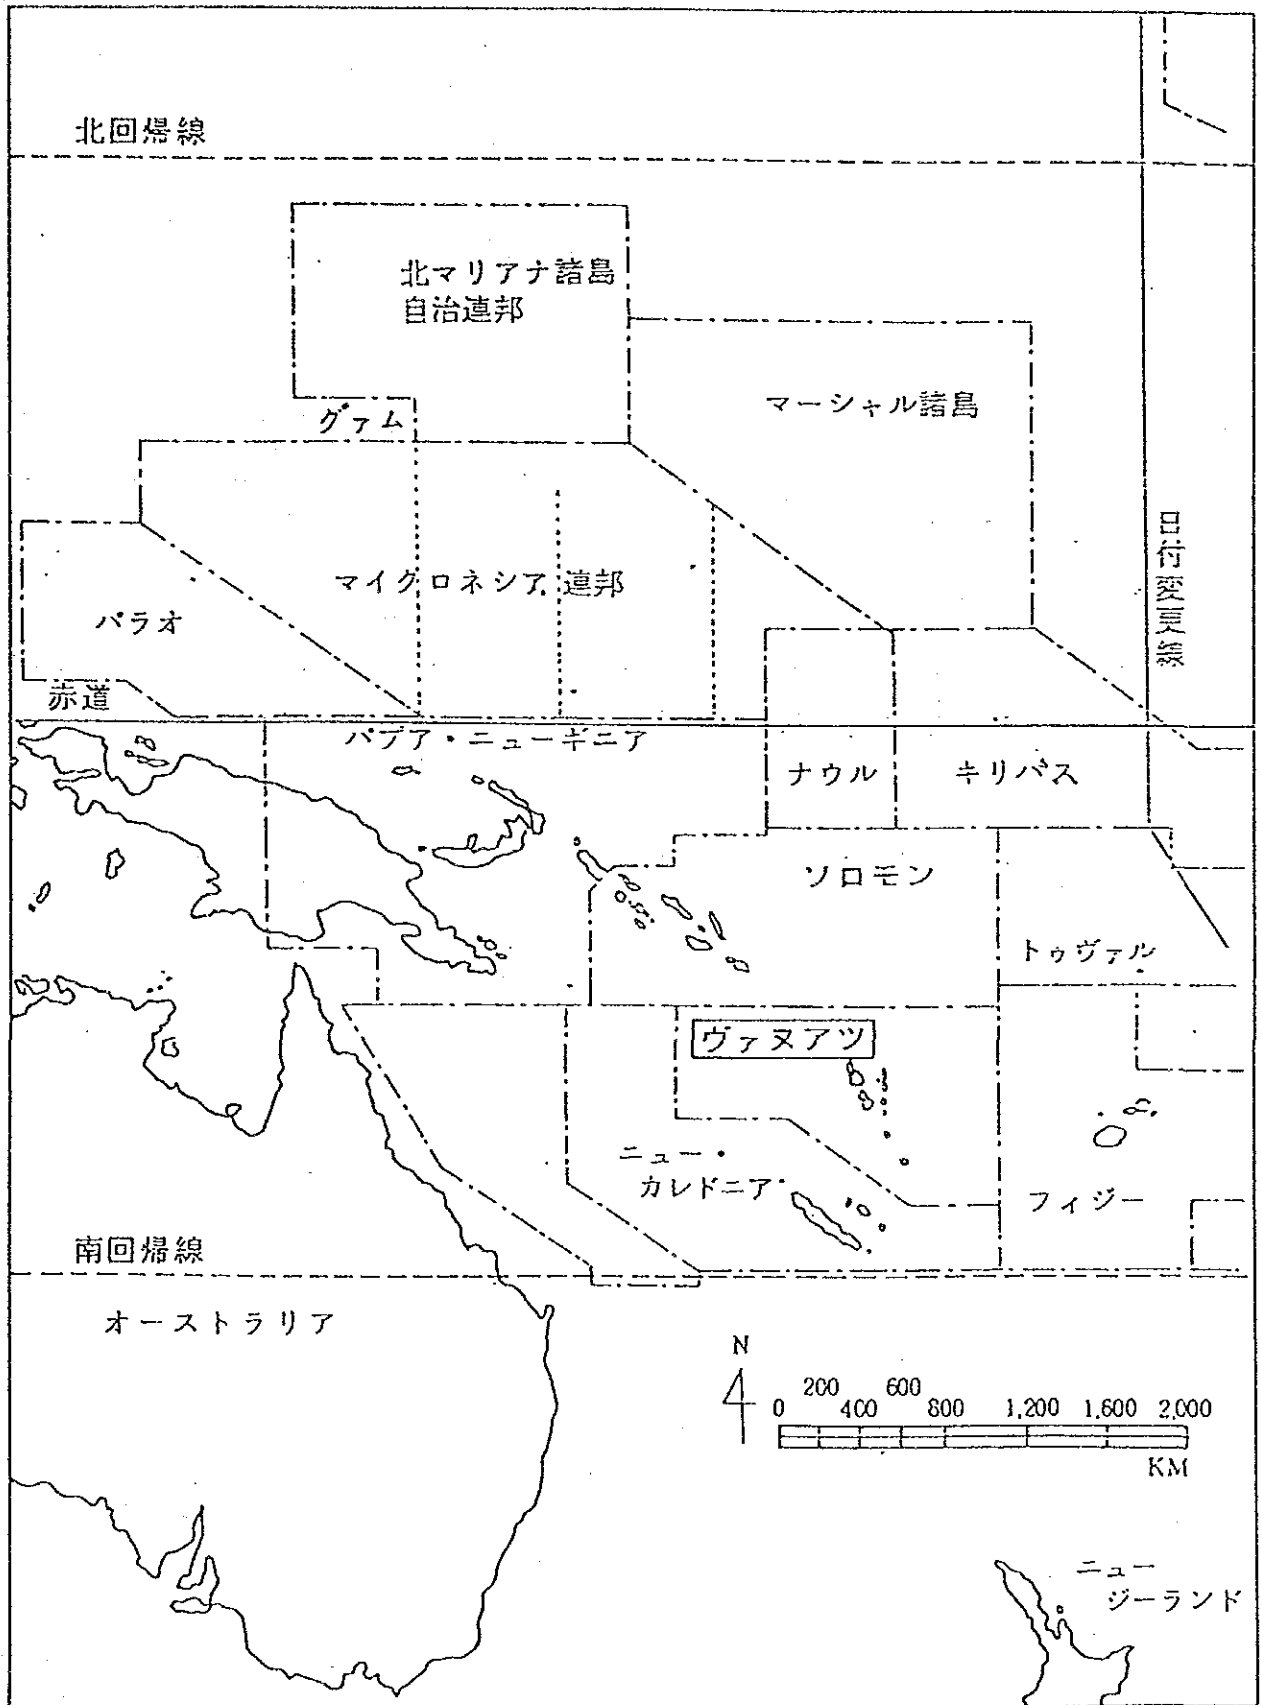 北回帰線
北マリアナ諸島
自治連邦
マーシャル諸島
グァム
日付変更線
マイクロネシア連邦
パラオ
赤道
パプア・ニューギニア
ナウル
キリバス
ソロモン
トゥヴァル
ヴァヌアツ
ニュー・
カレドニア
フィジー
南回帰線
オーストラリア
N
200 600
0 400 800 1,200 1,600 2,000
KM
ニュー
ジーランド